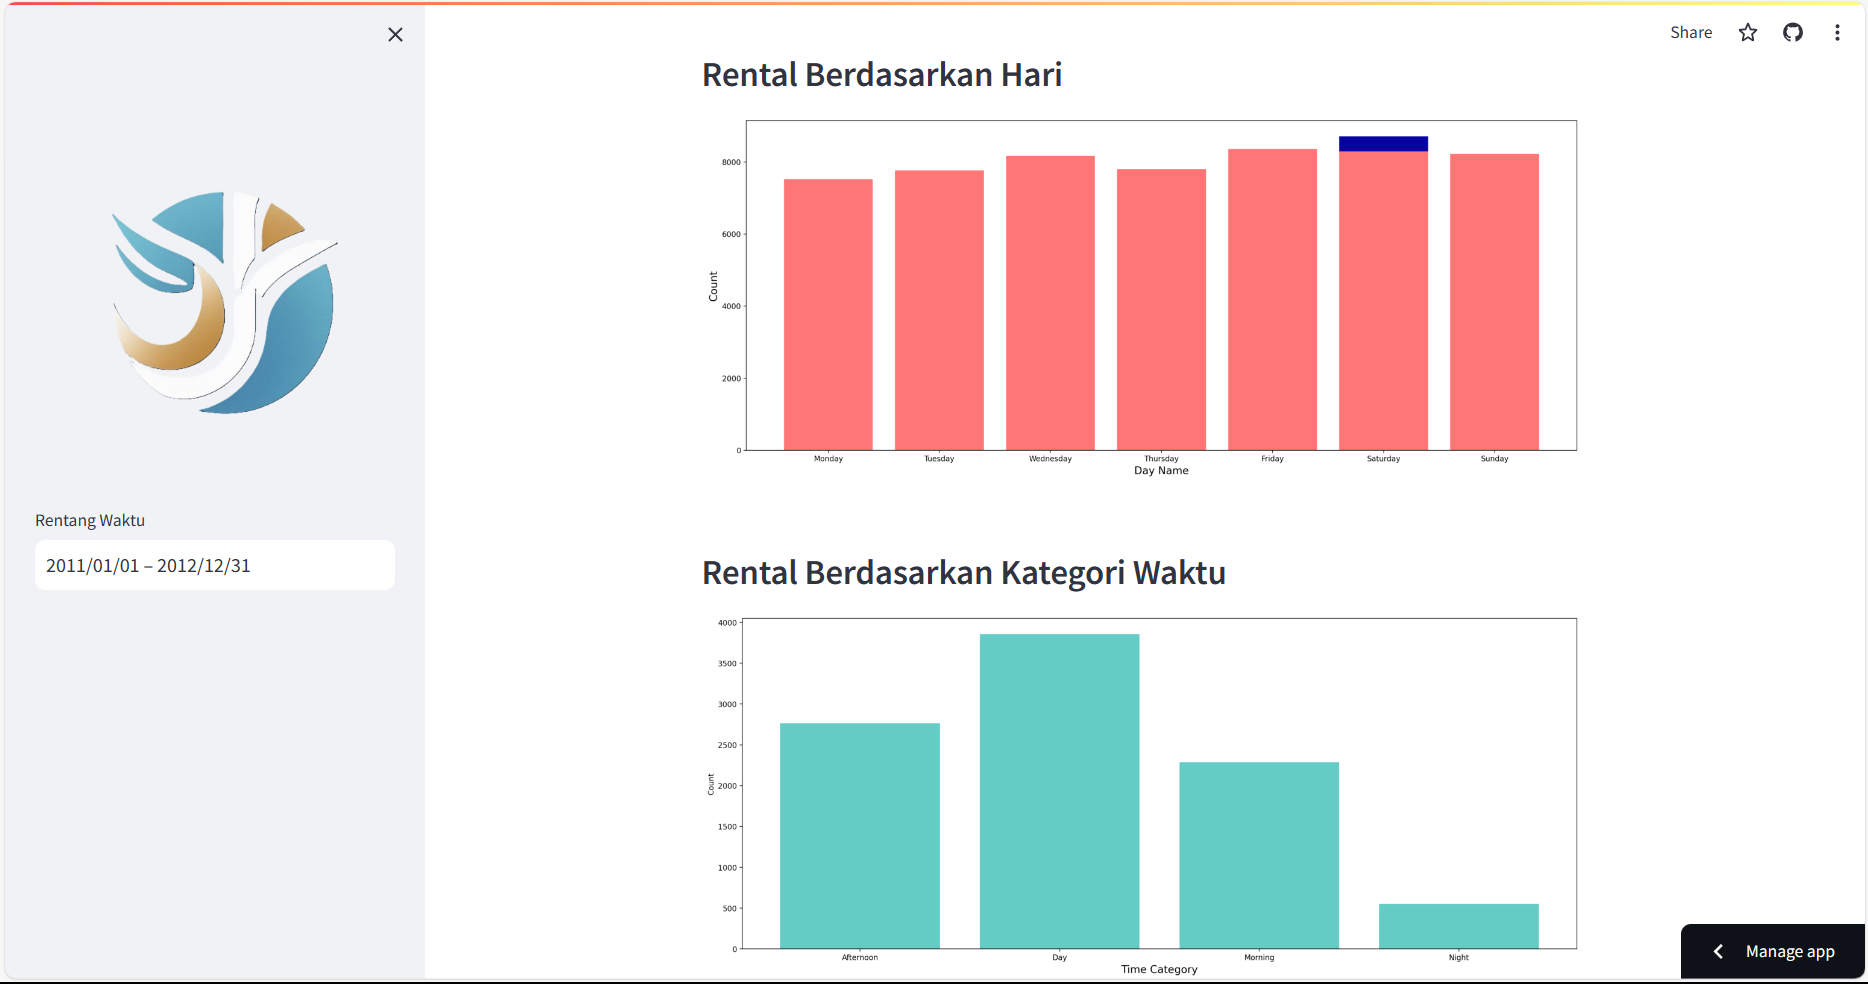 Share
Rental Berdasarkan Hari
8000
6000
4000
2000
0
Count
Monday Tuesday Wednesday Thursday Friday Saturday Sunday
Day Name
Rentang Waktu
2011/01/01 – 2012/12/31
Rental Berdasarkan Kategori Waktu
4000
3500
3000
2500
2000
1500
1000
500
0
Count
Afternoon Day Morning Night
Time Category
Manage app